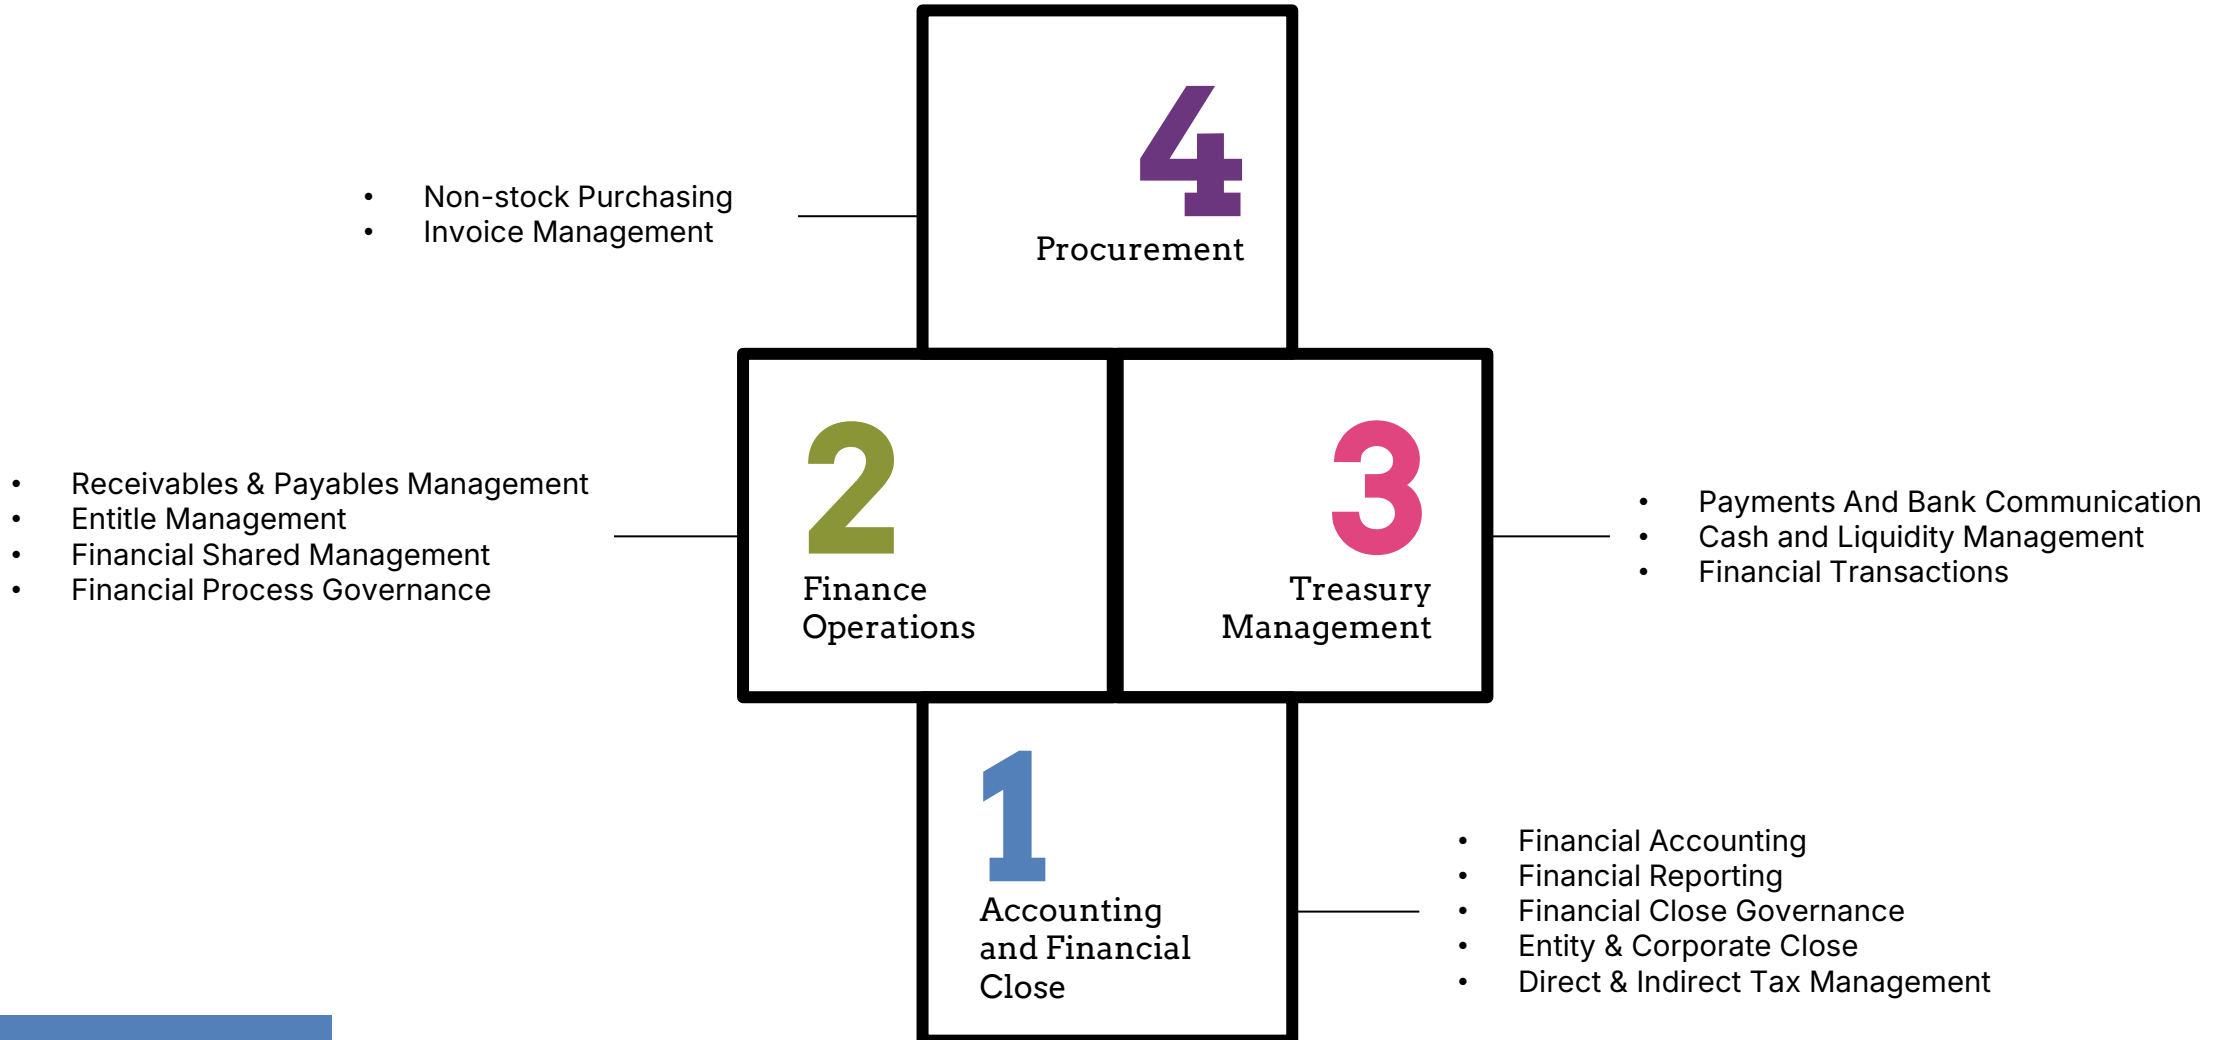 4
Procurement
• Non-stock Purchasing
• Invoice Management
2
Finance
Operations
• Receivables & Payables Management
• Entitle Management
• Financial Shared Management
• Financial Process Governance
3
Treasury
Management
• Payments And Bank Communication
• Cash and Liquidity Management
• Financial Transactions
1
Accounting
and Financial
Close
• Financial Accounting
• Financial Reporting
• Financial Close Governance
• Entity & Corporate Close
• Direct & Indirect Tax Management